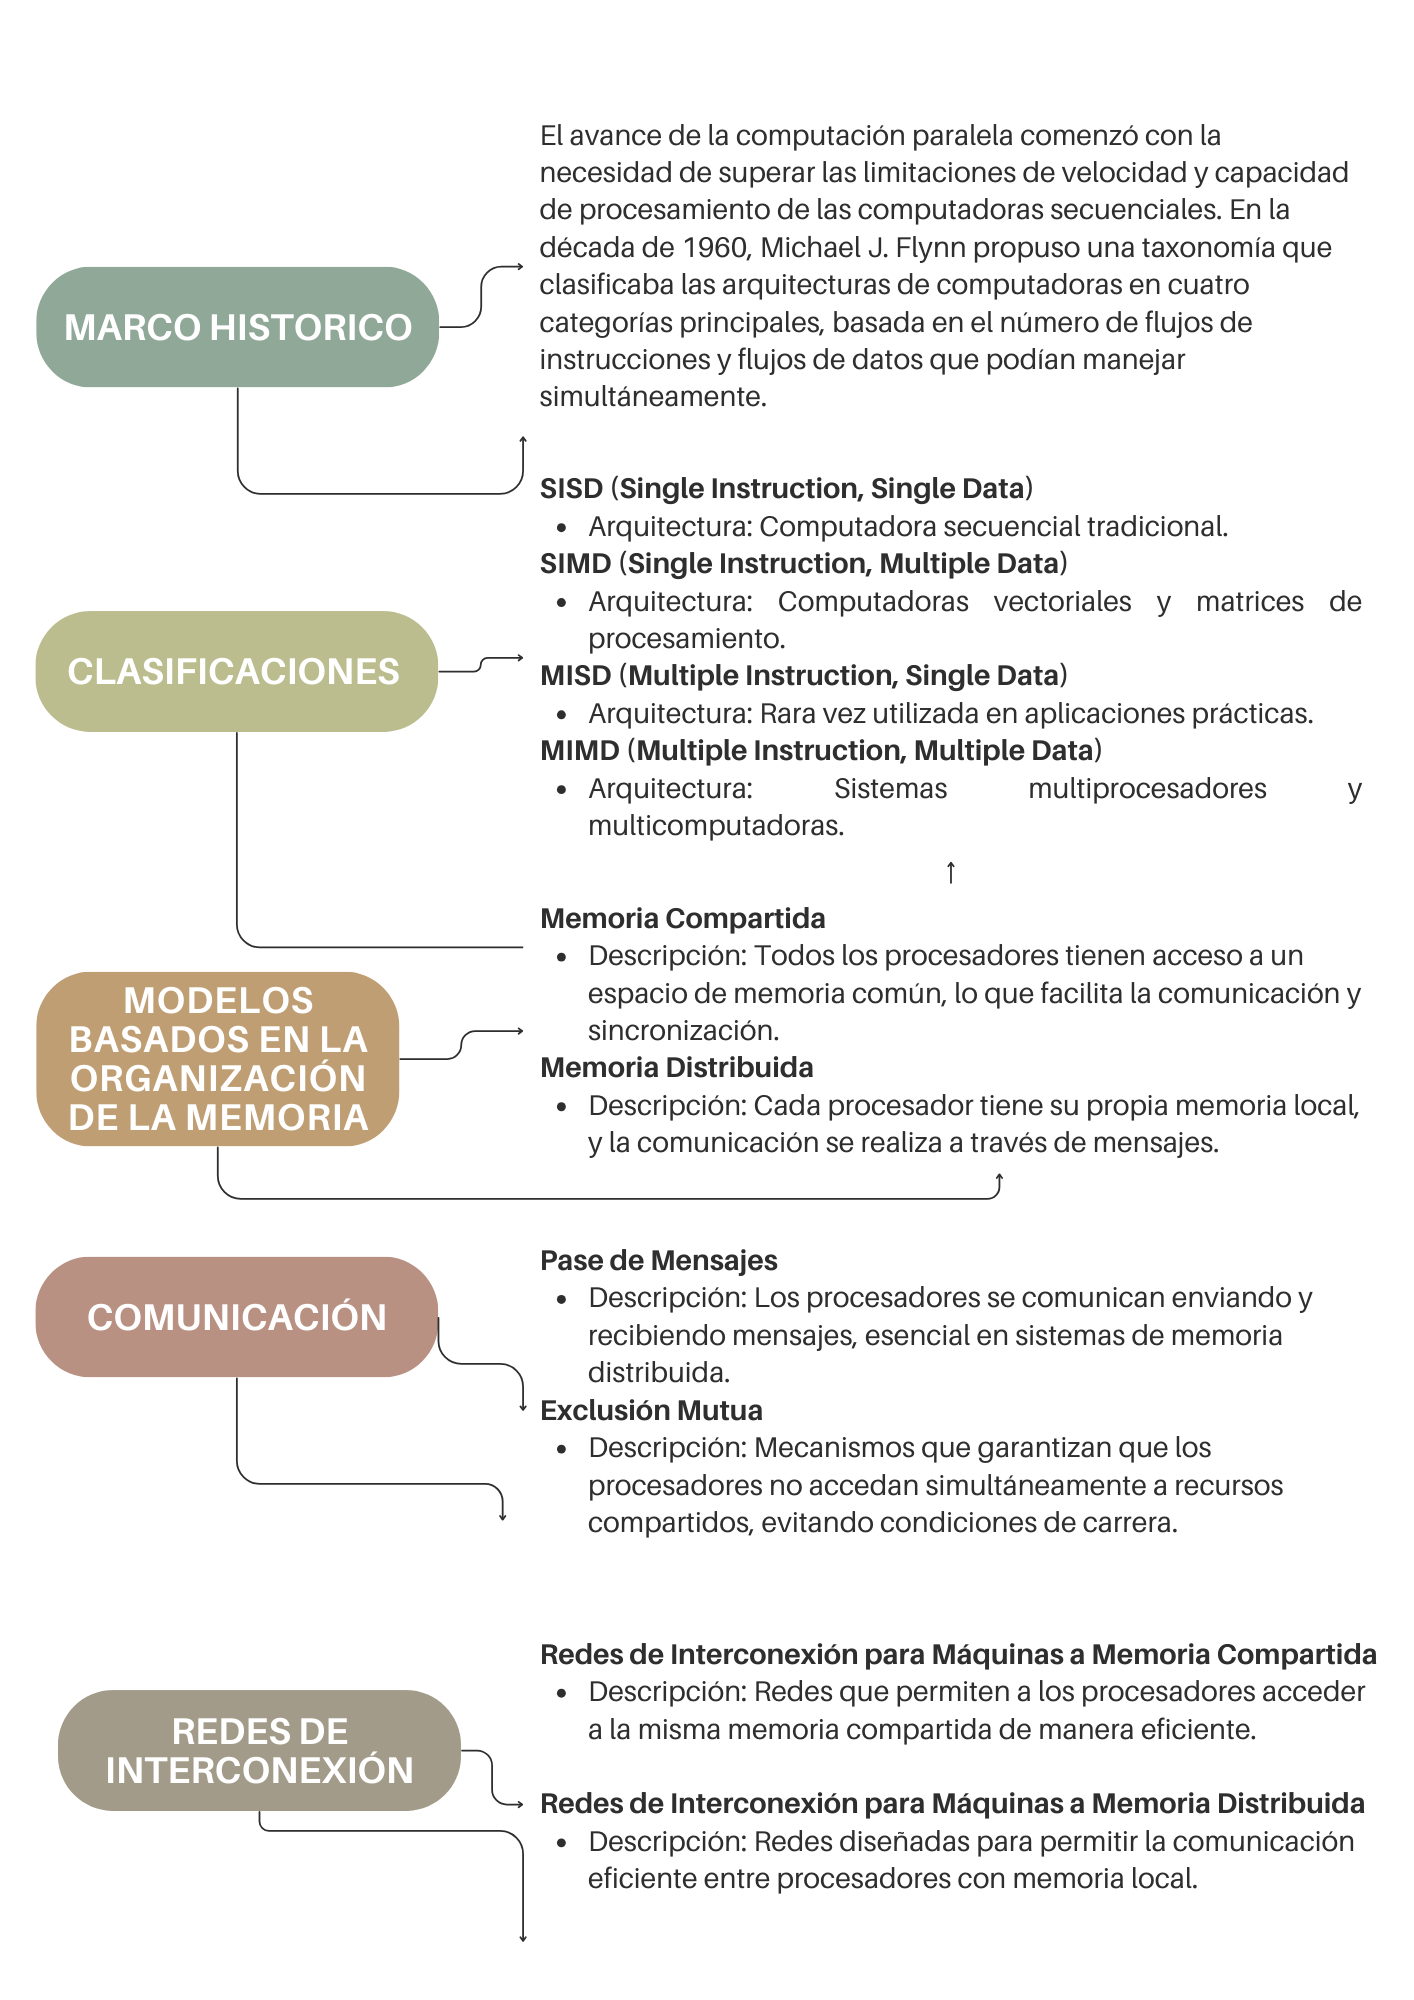 El avance de la computación paralela comenzó con la
necesidad de superar las limitaciones de velocidad y capacidad
de procesamiento de las computadoras secuenciales. En la
década de 1960, Michael J. Flynn propuso una taxonomía que
clasificaba las arquitecturas de computadoras en cuatro
categorías principales, basada en el número de flujos de
instrucciones y flujos de datos que podían manejar
simultáneamente.
MARCO HISTORICO
SISD (Single Instruction, Single Data)
• Arquitectura: Computadora secuencial tradicional.
SIMD (Single Instruction, Multiple Data)
• Arquitectura: Computadoras vectoriales y matrices de
procesamiento.
MISD (Multiple Instruction, Single Data)
• Arquitectura: Rara vez utilizada en aplicaciones prácticas.
MIMD (Multiple Instruction, Multiple Data)
• Arquitectura: Sistemas multiprocesadores y
multicomputadoras.
CLASIFICACIONES
Memoria Compartida
• Descripción: Todos los procesadores tienen acceso a un
espacio de memoria común, lo que facilita la comunicación y
sincronización.
Memoria Distribuida
• Descripción: Cada procesador tiene su propia memoria local,
y la comunicación se realiza a través de mensajes.
MODELOS
BASADOS EN LA
ORGANIZACIÓN
DE LA MEMORIA
Pase de Mensajes
• Descripción: Los procesadores se comunican enviando y
recibiendo mensajes, esencial en sistemas de memoria
distribuida.
Exclusión Mutua
• Descripción: Mecanismos que garantizan que los
procesadores no accedan simultáneamente a recursos
compartidos, evitando condiciones de carrera.
COMUNICACIÓN
Redes de Interconexión para Máquinas a Memoria Compartida
• Descripción: Redes que permiten a los procesadores acceder
a la misma memoria compartida de manera eficiente.
Redes de Interconexión para Máquinas a Memoria Distribuida
• Descripción: Redes diseñadas para permitir la comunicación
eficiente entre procesadores con memoria local.
REDES DE
INTERCONEXIÓN